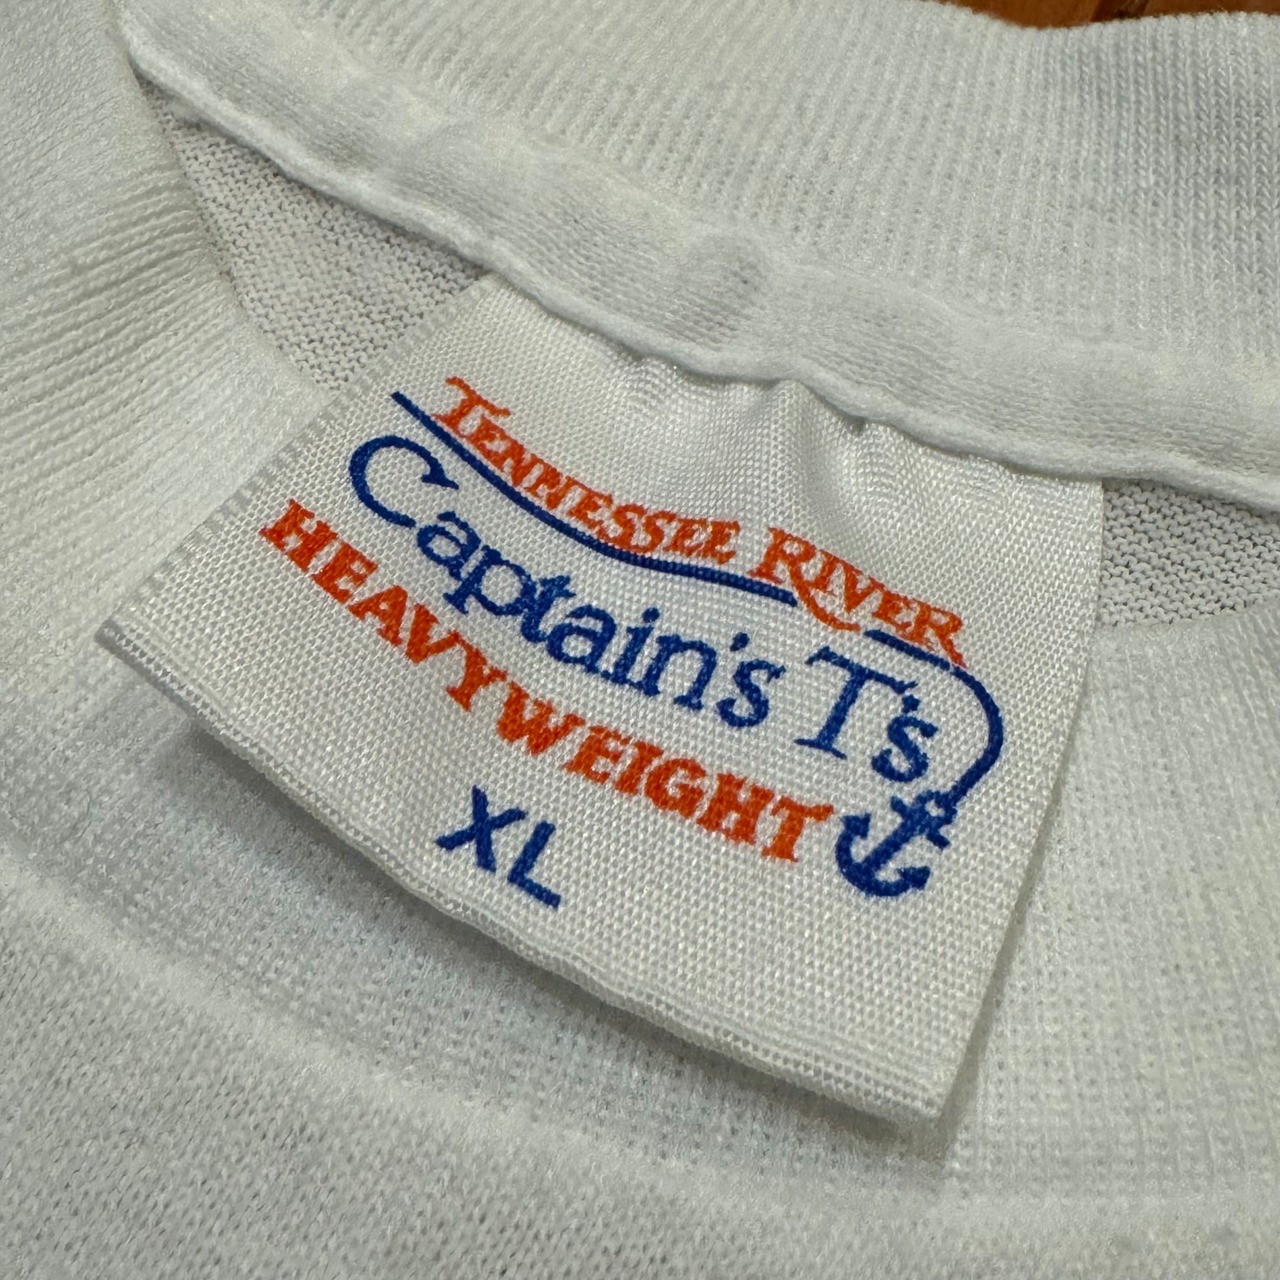 TENNESSEE RIVER
Captain's T's
HEAVYWEIGHT
XL